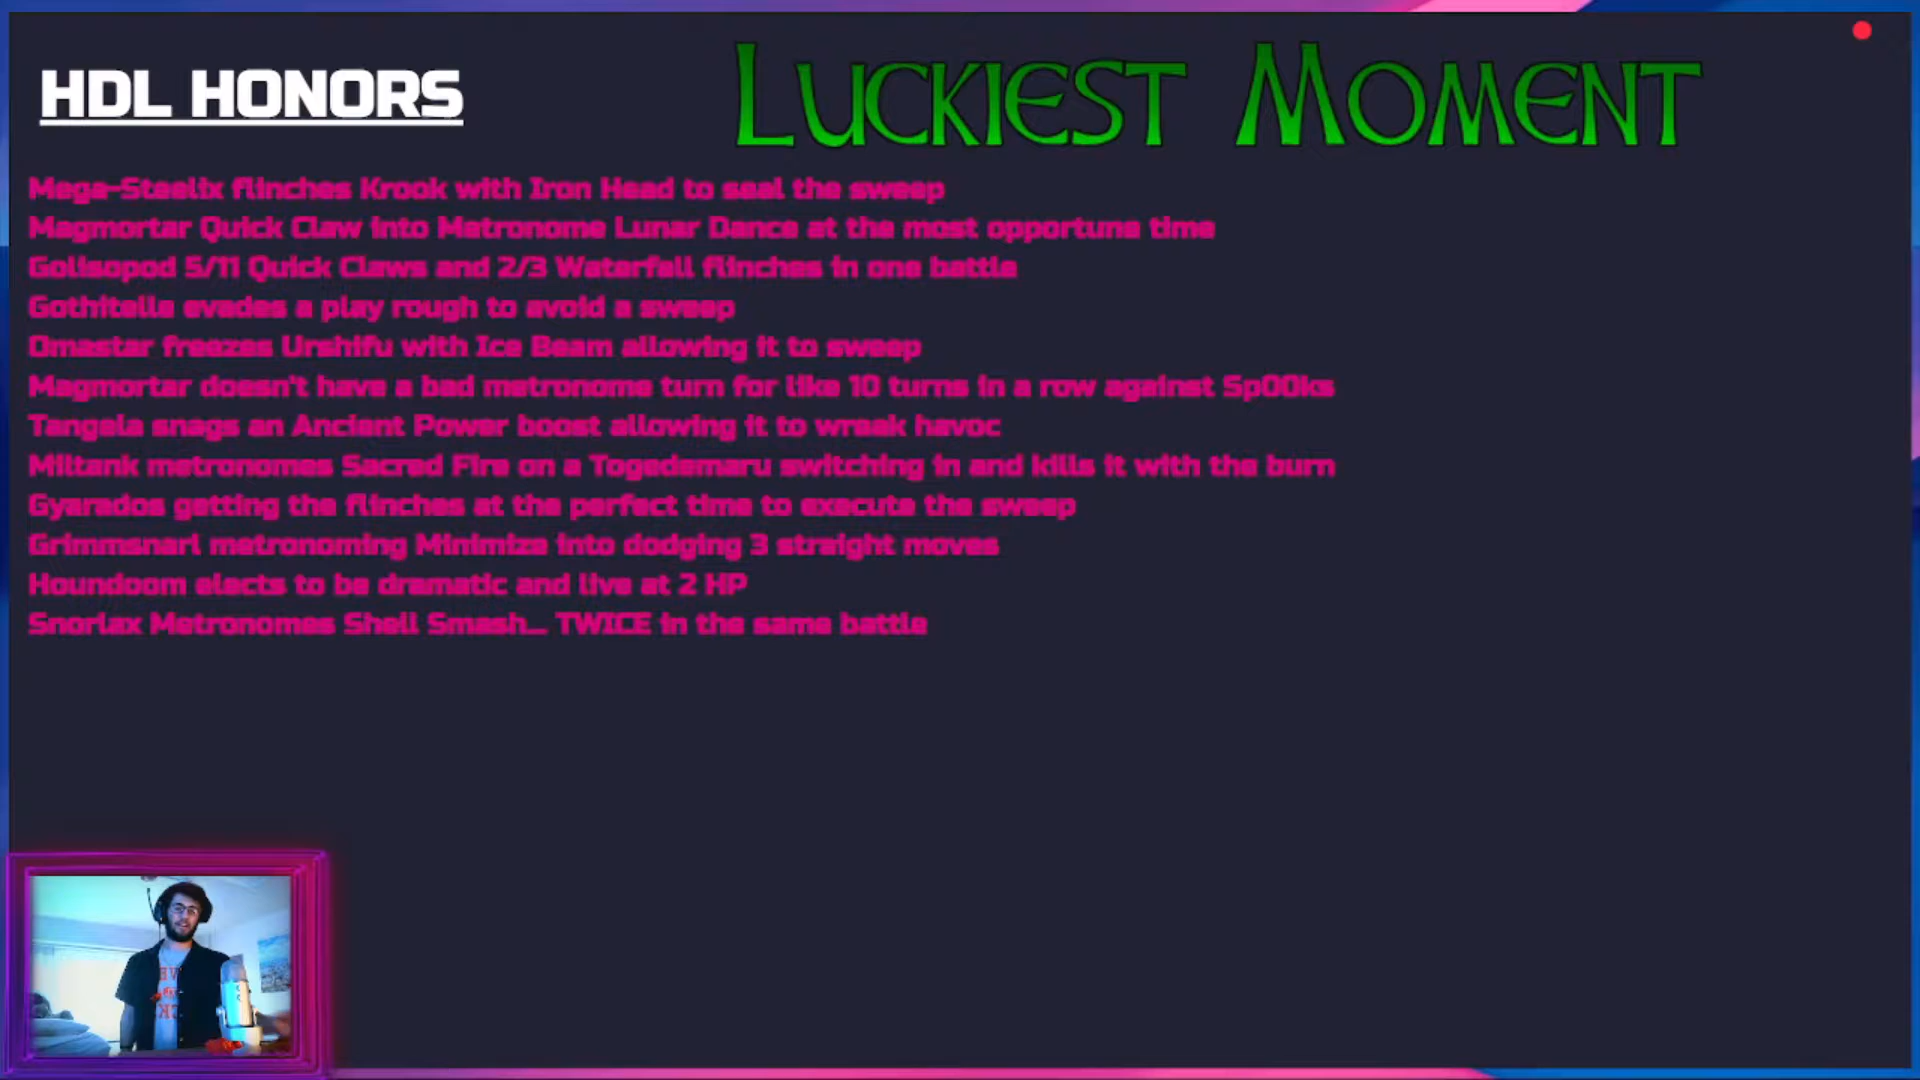 HDL HONORS
Luckiest Moment
Mega-Steelix flinches Krook with Iron Head to seal the sweep
Magmortar Quick Claw into Metronome Lunar Dance at the most opportune time
Golisopod 5/11 Quick Claws and 2/3 Waterfall flinches in one battle
Gothitelle evades a play rough to avoid a sweep
Omastar freezes Urshifu with Ice Beam allowing it to sweep
Magmortar doesn't have a bad metronome turn for like 10 turns in a row against Sp00ks
Tangela snags an Ancient Power boost allowing it to wreak havoc
Miltank metronomes Sacred Fire on a Togedemaru switching in and kills it with the burn
Gyarados getting the flinches at the perfect time to execute the sweep
Grimmsnarl metronoming Minimize into dodging 3 straight moves
Houndoom elects to be dramatic and live at 2 HP
Snorlax Metronomes Shell Smash... TWICE in the same battle